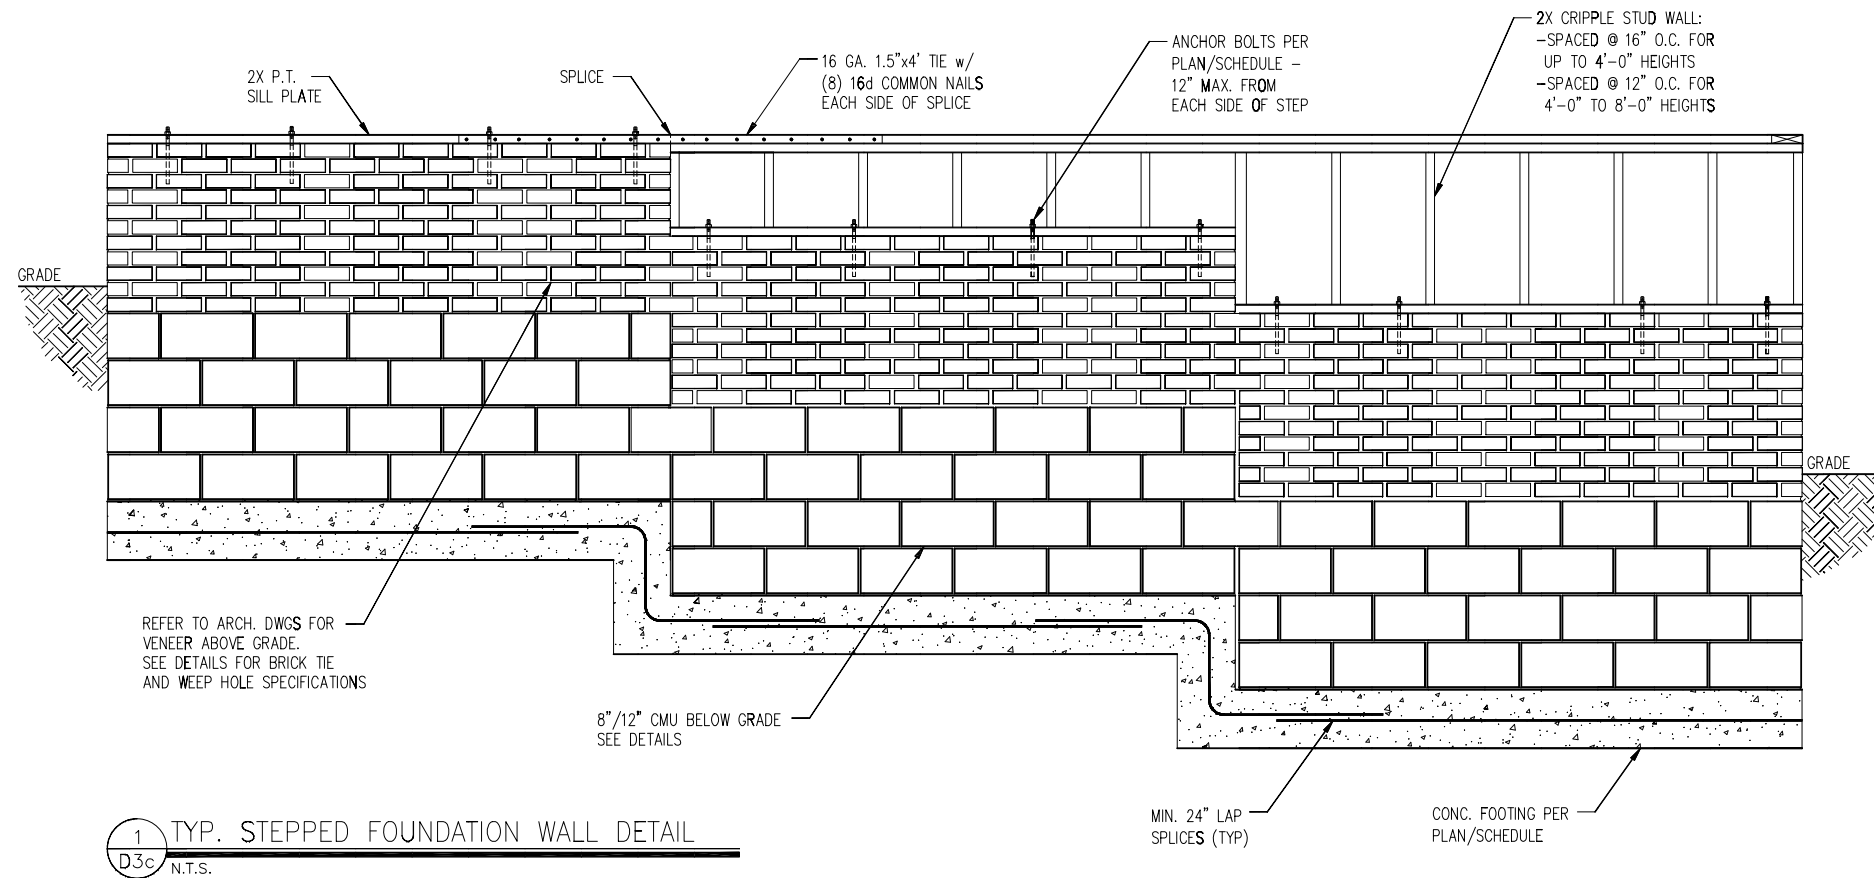 2X P.T.
SILL PLATE
SPLICE
16 GA. 1.5"x4' TIE w/
(8) 16d COMMON NAILS
EACH SIDE OF SPLICE
ANCHOR BOLTS PER
PLAN/SCHEDULE -
12" MAX. FROM
EACH SIDE OF STEP
2X CRIPPLE STUD WALL:
-SPACED @ 16" O.C. FOR
UP TO 4'-0" HEIGHTS
-SPACED @ 12" O.C. FOR
4'-0" TO 8'-0" HEIGHTS
GRADE
GRADE
REFER TO ARCH. DWGS FOR
VENEER ABOVE GRADE.
SEE DETAILS FOR BRICK TIE
AND WEEP HOLE SPECIFICATIONS
8"/12" CMU BELOW GRADE
SEE DETAILS
MIN. 24" LAP
SPLICES (TYP)
CONC. FOOTING PER
PLAN/SCHEDULE
1
D3c
TYP. STEPPED FOUNDATION WALL DETAIL
N.T.S.